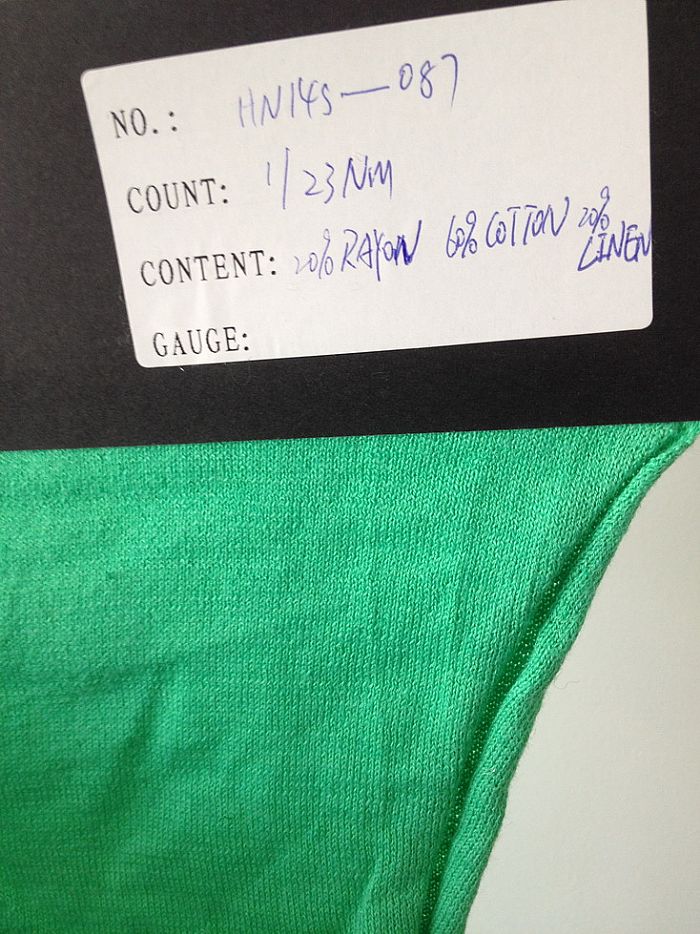 NO.: HN14S—087
COUNT: 1/23NM
CONTENT: 20% RAYON 60% COTTON 20% LINEN
GAUGE: